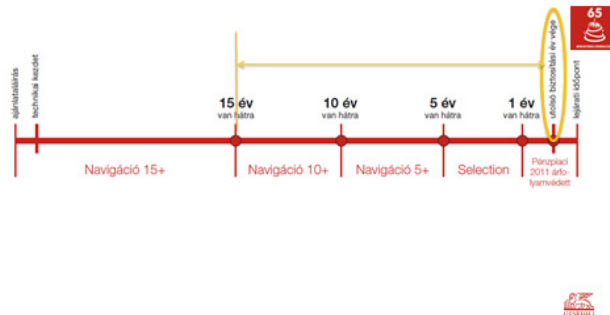 65
ajánlataláírás
technikai kezdet
15 év
van hátra
10 év
van hátra
5 év
van hátra
1 év
van hátra
utolsó biztosítási év vége
lejárati időpont
Navigáció 15+
Navigáció 10+
Navigáció 5+
Selection
Pénzpiaci
2011 árfo-
lyamvédett
GENERALI